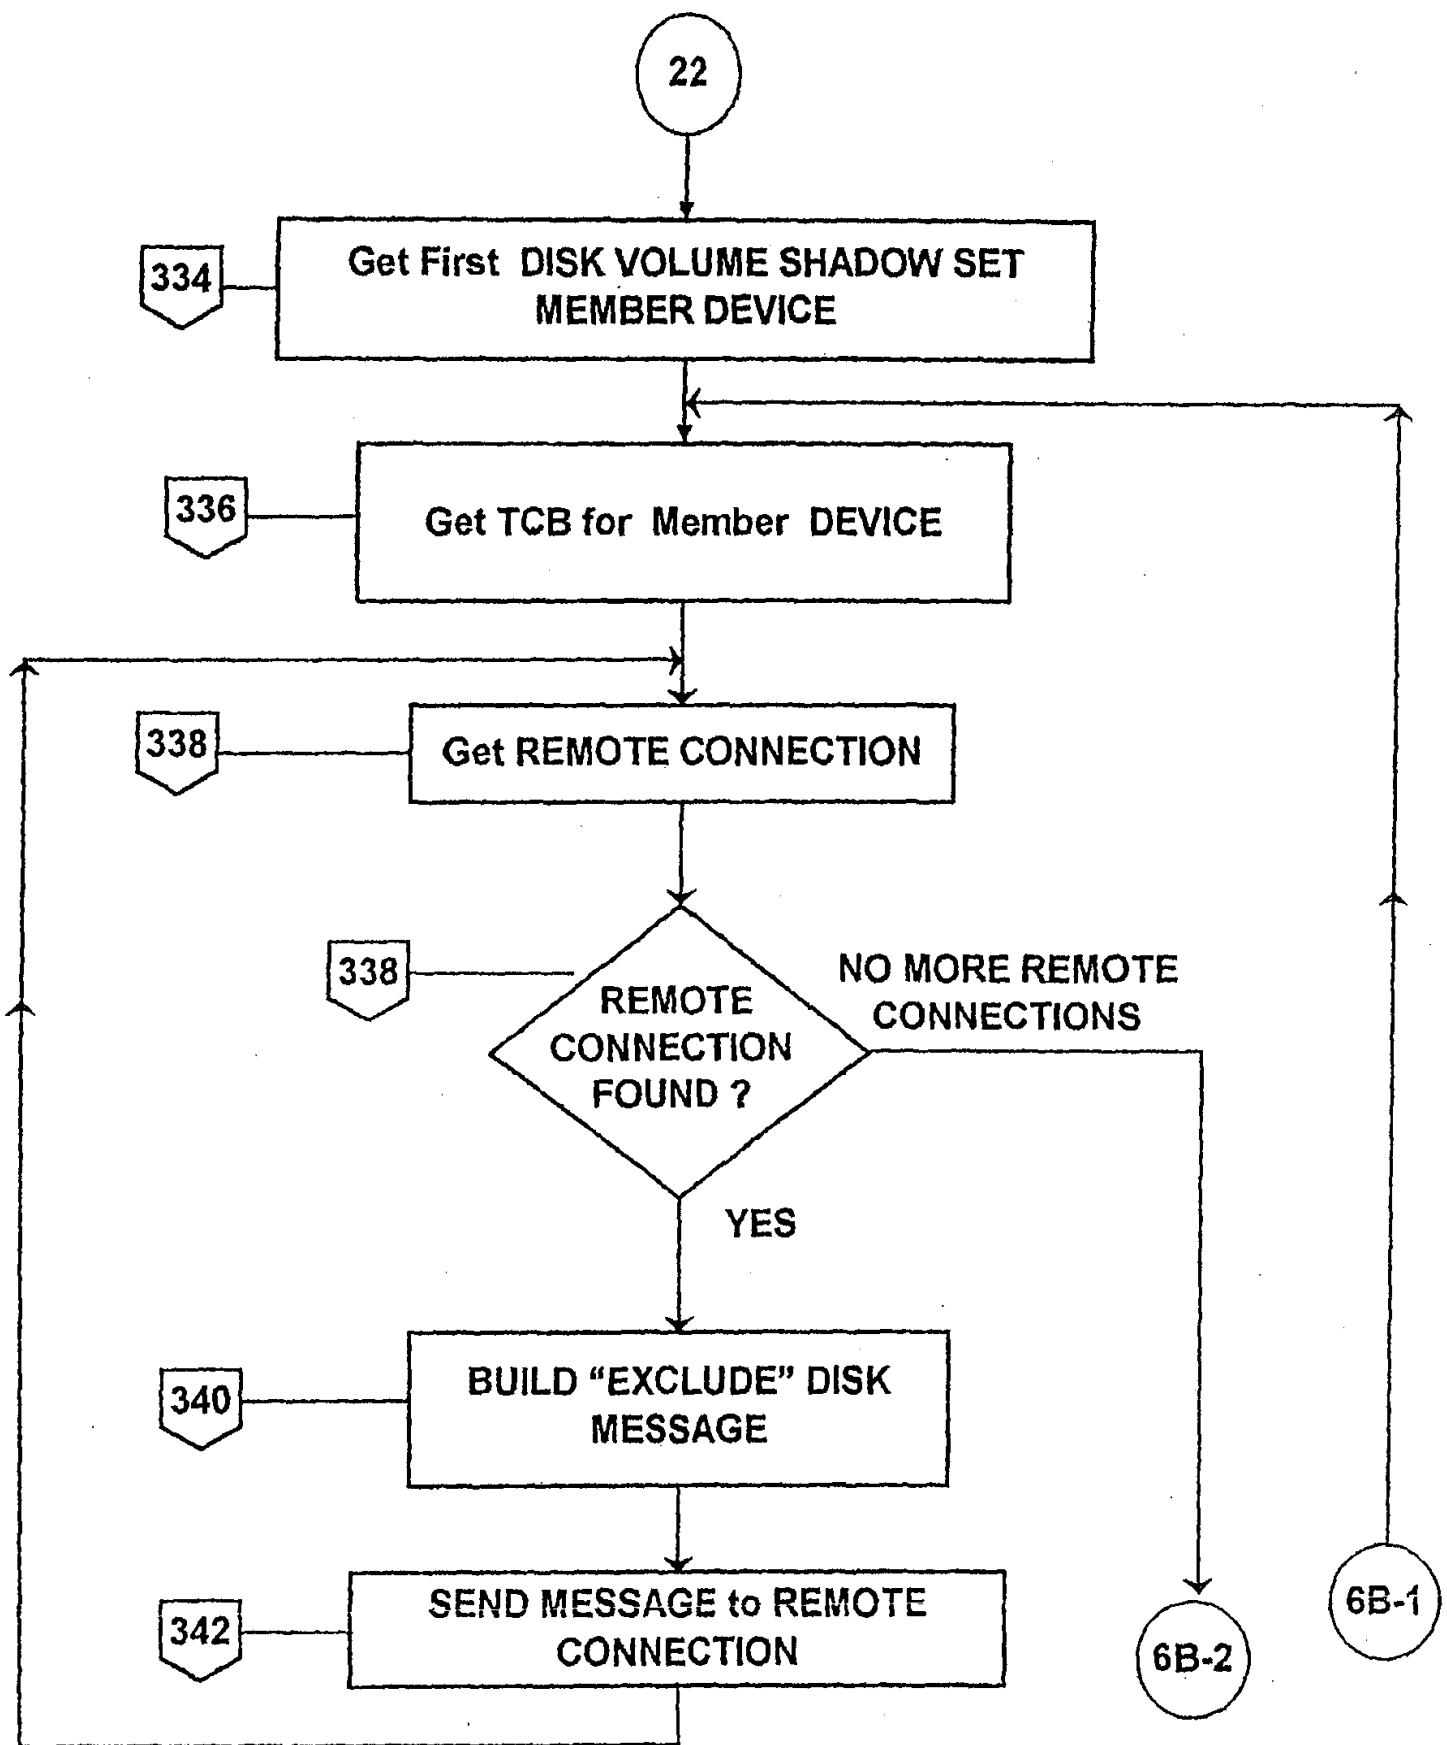 22
334
Get First DISK VOLUME SHADOW SET
MEMBER DEVICE
336
Get TCB for Member DEVICE
338
Get REMOTE CONNECTION
338
REMOTE
CONNECTION
FOUND ?
NO MORE REMOTE
CONNECTIONS
YES
340
BUILD “EXCLUDE” DISK
MESSAGE
342
SEND MESSAGE to REMOTE
CONNECTION
6B-2
6B-1